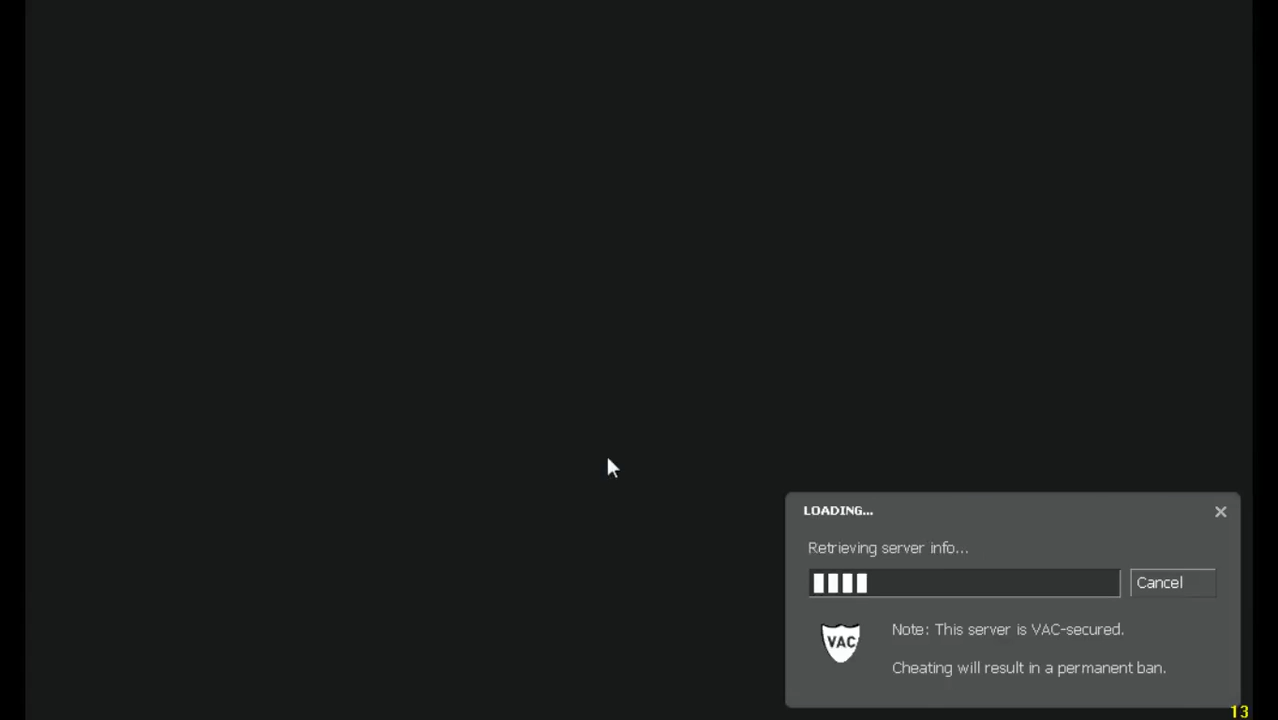 LOADING...
Retrieving server info...
Cancel
VAC
Note: This server is VAC-secured.
Cheating will result in a permanent ban.
13